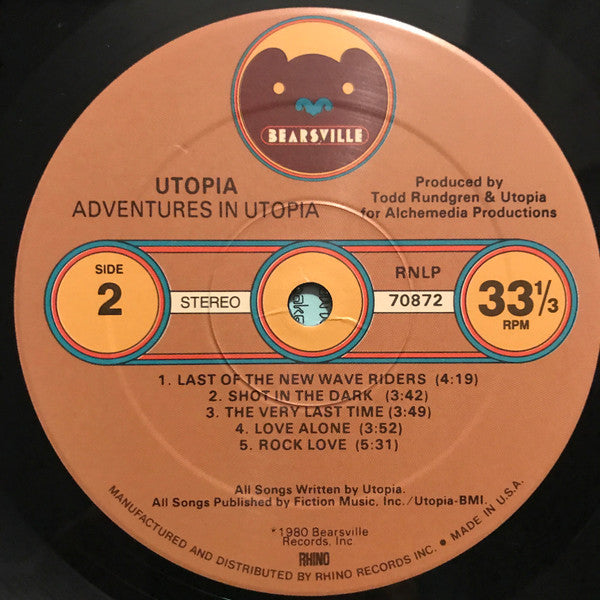 BEARSVILLE
UTOPIA
ADVENTURES IN UTOPIA
Produced by
Todd Rundgren & Utopia
for Alchemedia Productions
SIDE
2
STEREO
RNLP
70872
33 1/3
RPM
1. LAST OF THE NEW WAVE RIDERS (4:19)
2. SHOT IN THE DARK (3:42)
3. THE VERY LAST TIME (3:49)
4. LOVE ALONE (3:52)
5. ROCK LOVE (5:31)
All Songs Written by Utopia.
All Songs Published by Fiction Music, Inc./Utopia-BMI.
*1980 Bearsville
Records, Inc
RHINO
MANUFACTURED AND DISTRIBUTED BY RHINO RECORDS INC. ● MADE IN U.S.A.